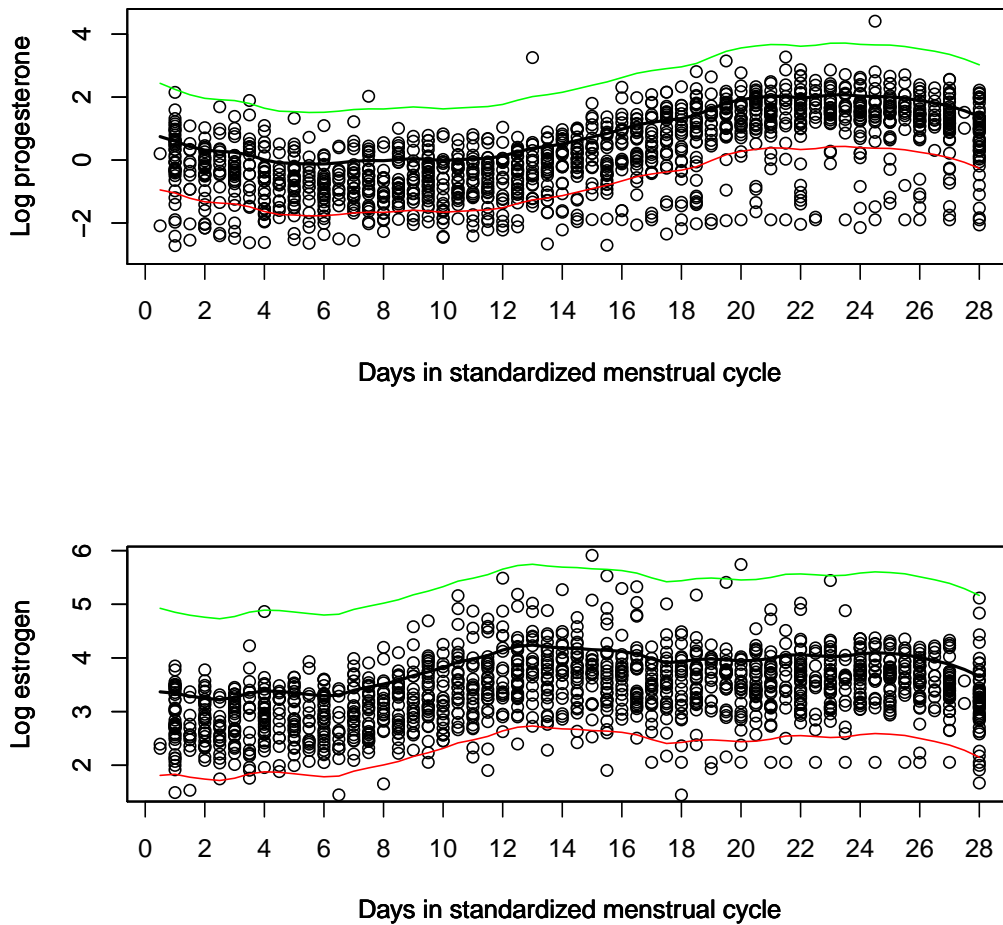 Log progesterone
4
2
0
−2
0 2 4 6 8 10 12 14 16 18 20 22 24 26 28
Days in standardized menstrual cycle
Log estrogen
6
5
4
3
2
0 2 4 6 8 10 12 14 16 18 20 22 24 26 28
Days in standardized menstrual cycle